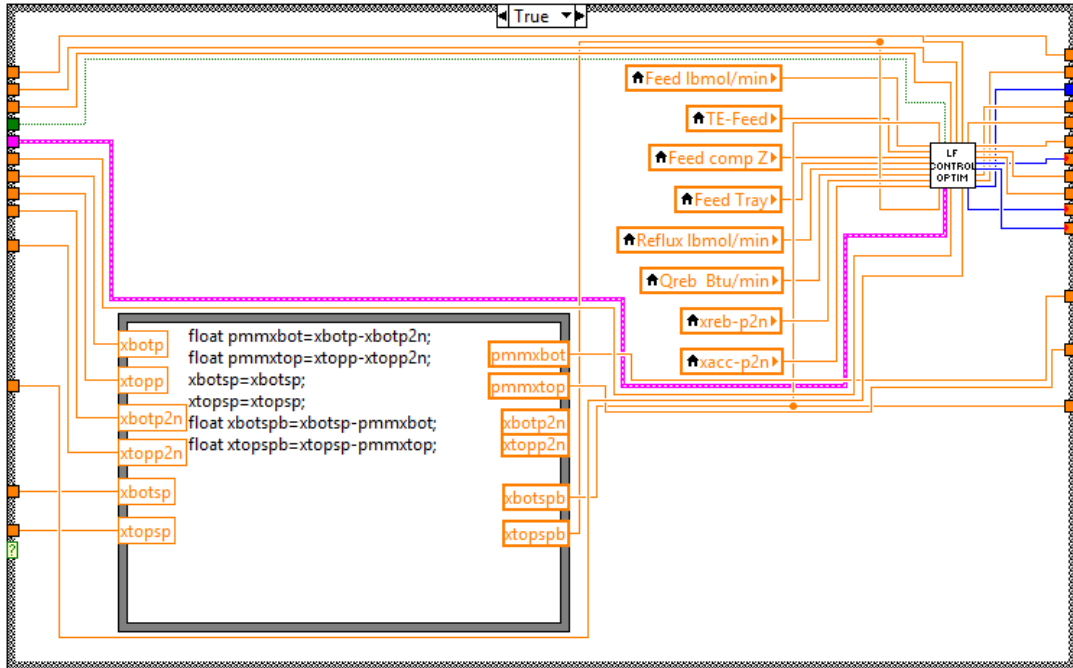 True
Feed lbmol/min
TE-Feed
Feed comp Z
LF
CONTROL
OPTIM
Feed Tray
Reflux lbmol/min
Qreb Btu/min
xreb-p2n
xacc-p2n
xbotp
xtopp
xbotp2n
xtopp2n
xbotsp
xtopsp
float pmmxbot=xbotp-xbotp2n;
float pmmxtop=xtopp-xtopp2n;
xbotsp=xbotsp;
xtopsp=xtopsp;
float xbotspb=xbotsp-pmmxbot;
float xtopspb=xtopsp-pmmxtop;
pmmxbot
pmmxtop
xbotp2n
xtopp2n
xbotspb
xtopspb
?